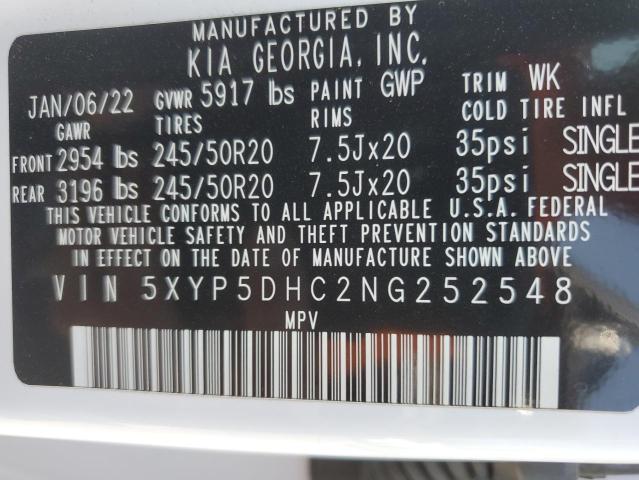 MANUFACTURED BY
KIA GEORGIA, INC.
JAN/06/22 GVWR 5917 lbs PAINT GWP TRIM WK
GAWR TIRES RIMS COLD TIRE INFL
FRONT 2954 lbs 245/50R20 7.5Jx20 35psi SINGLE
REAR 3196 lbs 245/50R20 7.5Jx20 35psi SINGLE
THIS VEHICLE CONFORMS TO ALL APPLICABLE U.S.A. FEDERAL
MOTOR VEHICLE SAFETY AND THEFT PREVENTION STANDARDS
IN EFFECT ON THE DATE OF MANUFACTURE SHOWN ABOVE
VIN 5XYP5DHC2NG252548
MPV